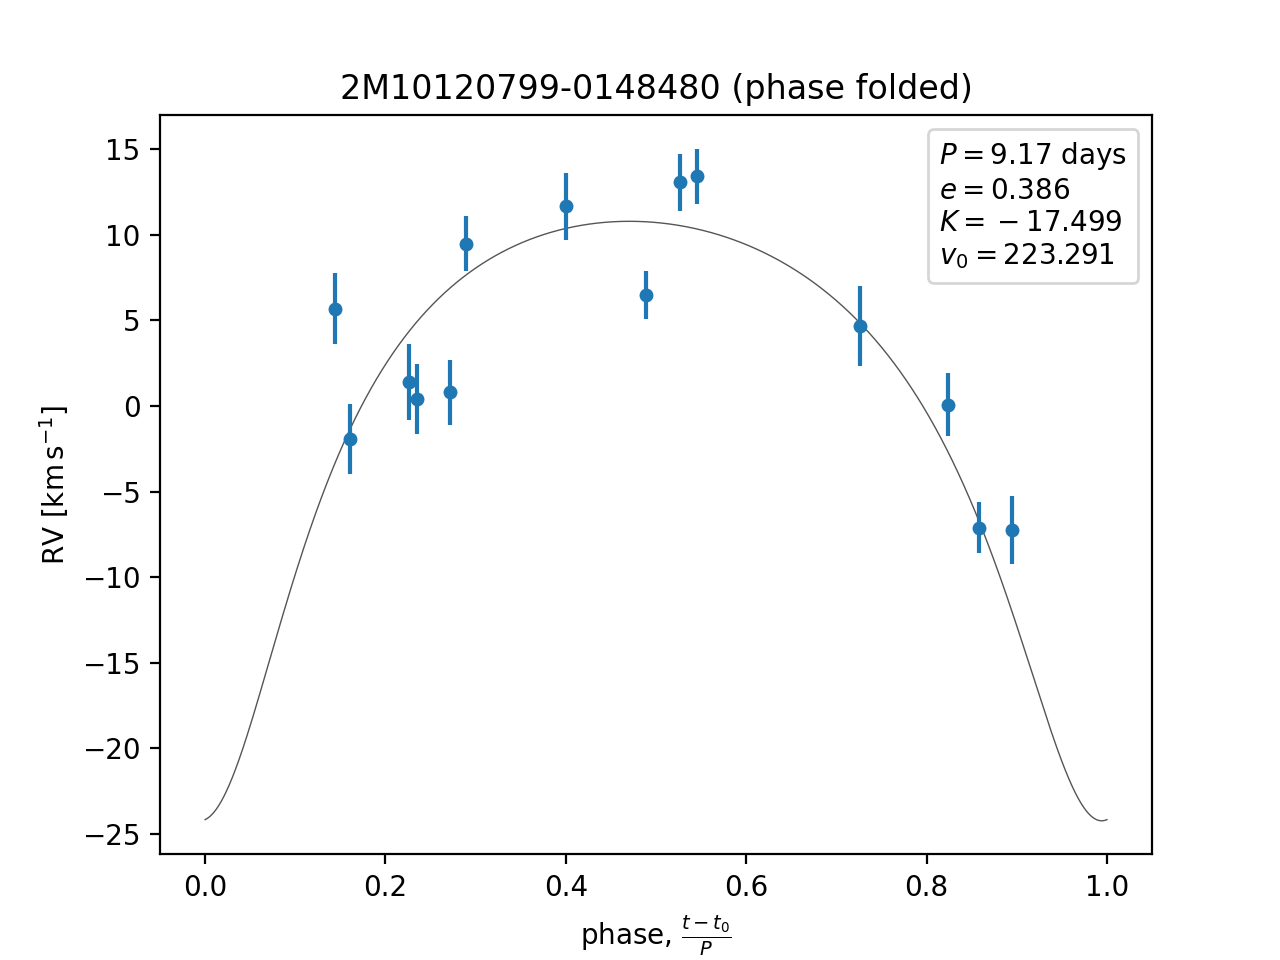 2M10120799-0148480 (phase folded)
P = 9.17 days
e = 0.386
K = −17.499
v₀ = 223.291
RV [km s⁻¹]
15
10
5
0
−5
−10
−15
−20
−25
0.0 0.2 0.4 0.6 0.8 1.0
phase, (t − t₀)/P